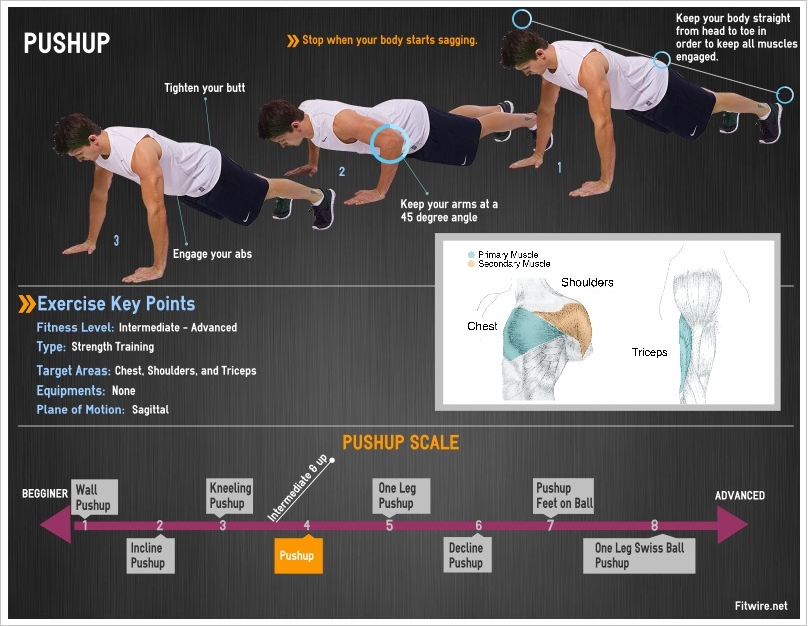 PUSHUP
Stop when your body starts sagging.
Keep your body straight
from head to toe in
order to keep all muscles
engaged.
Tighten your butt
2
1
Keep your arms at a
45 degree angle
3
Engage your abs
Primary Muscle
Secondary Muscle
Shoulders
Chest
Triceps
Exercise Key Points
Fitness Level: Intermediate - Advanced
Type: Strength Training
Target Areas: Chest, Shoulders, and Triceps
Equipments: None
Plane of Motion: Sagittal
PUSHUP SCALE
Intermediate & up
BEGGINER
Wall
Pushup
Kneeling
Pushup
One Leg
Pushup
Pushup
Feet on Ball
ADVANCED
1 2 3 4 5 6 7 8
Incline
Pushup
Pushup
Decline
Pushup
One Leg Swiss Ball
Pushup
Fitwire.net